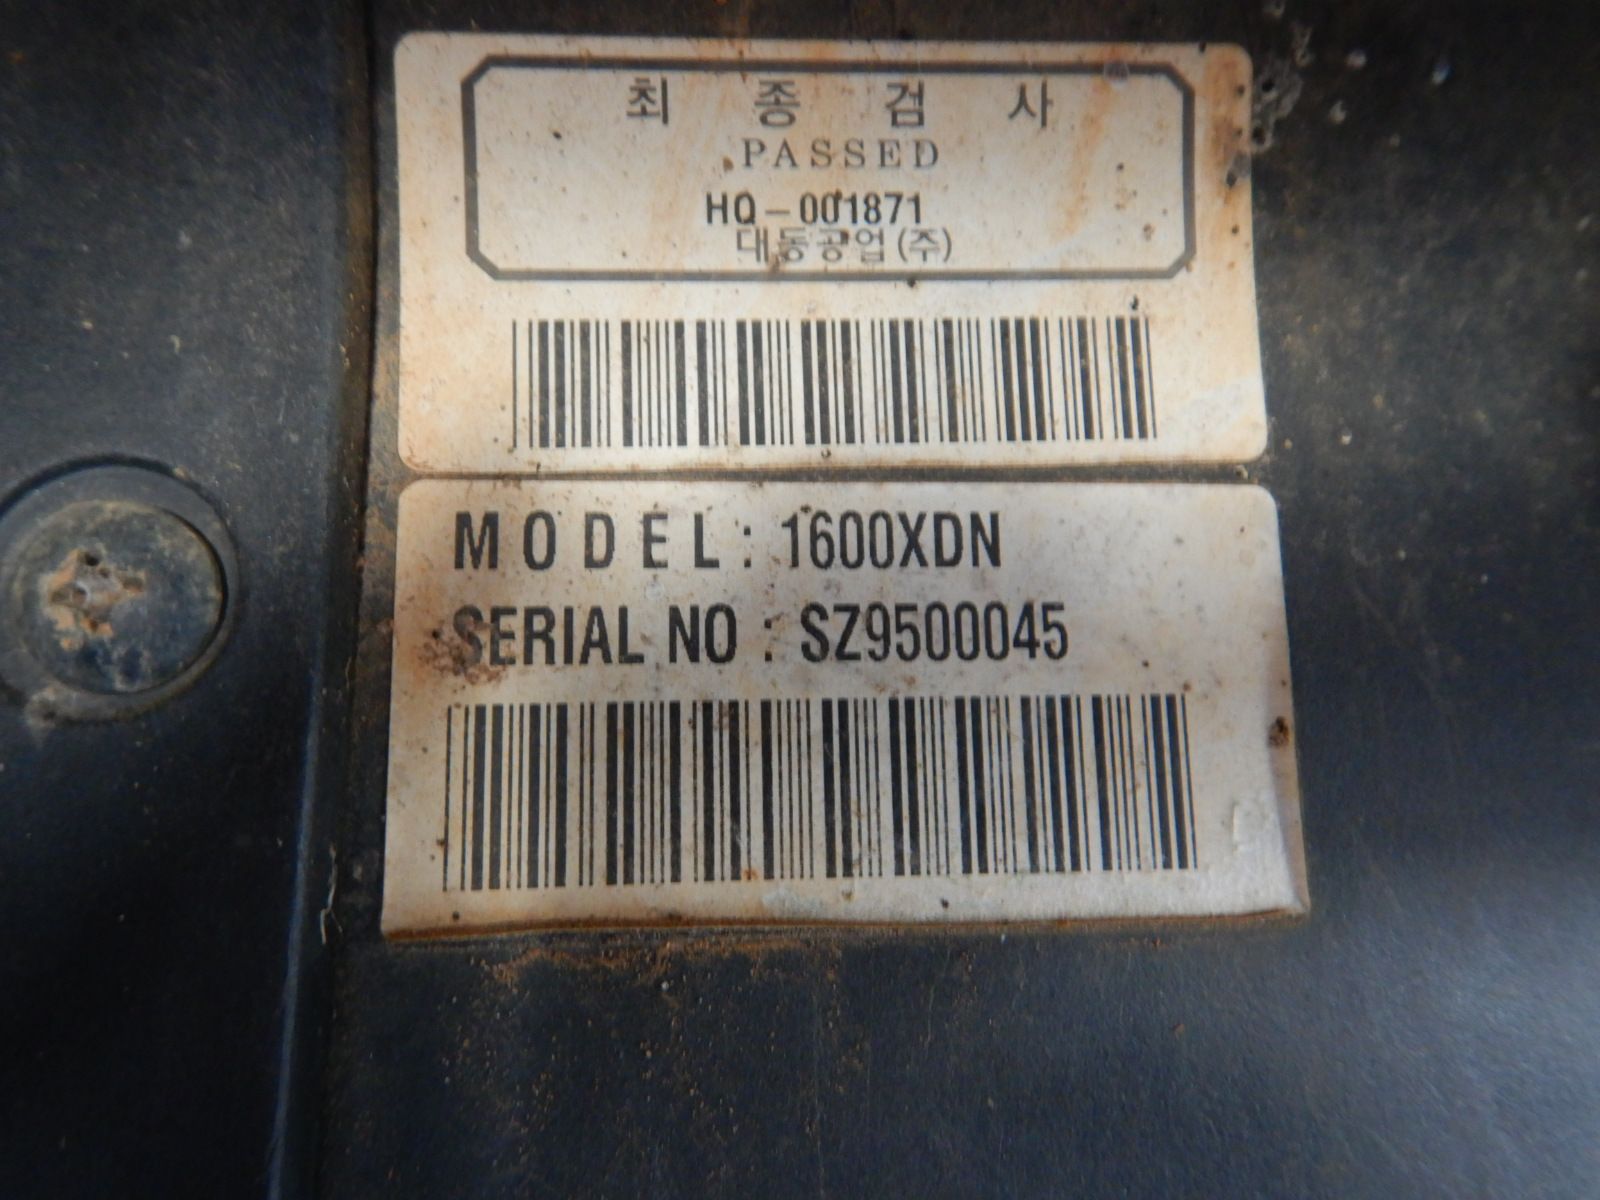 최 종 검 사
PASSED
HQ-001871
대동공업(주)
MODEL: 1600XDN
SERIAL NO : SZ9500045